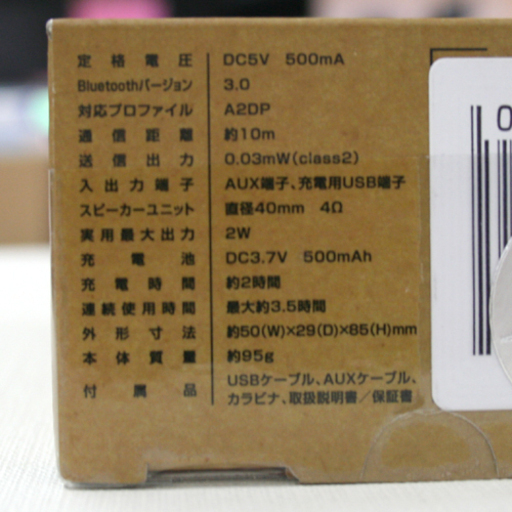 定格電圧 DC5V 500mA
Bluetoothバージョン 3.0
対応プロファイル A2DP
通信距離 約10m
送信出力 0.03mW(class2)
入出力端子 AUX端子、充電用USB端子
スピーカーユニット 直径40mm 4Ω
実用最大出力 2W
充電池 DC3.7V 500mAh
充電時間 約2時間
連続使用時間 最大約3.5時間
外形寸法 約50(W)×29(D)×85(H)mm
本体質量 約95g
付属品 USBケーブル、AUXケーブル、
カラビナ、取扱説明書/保証書
0